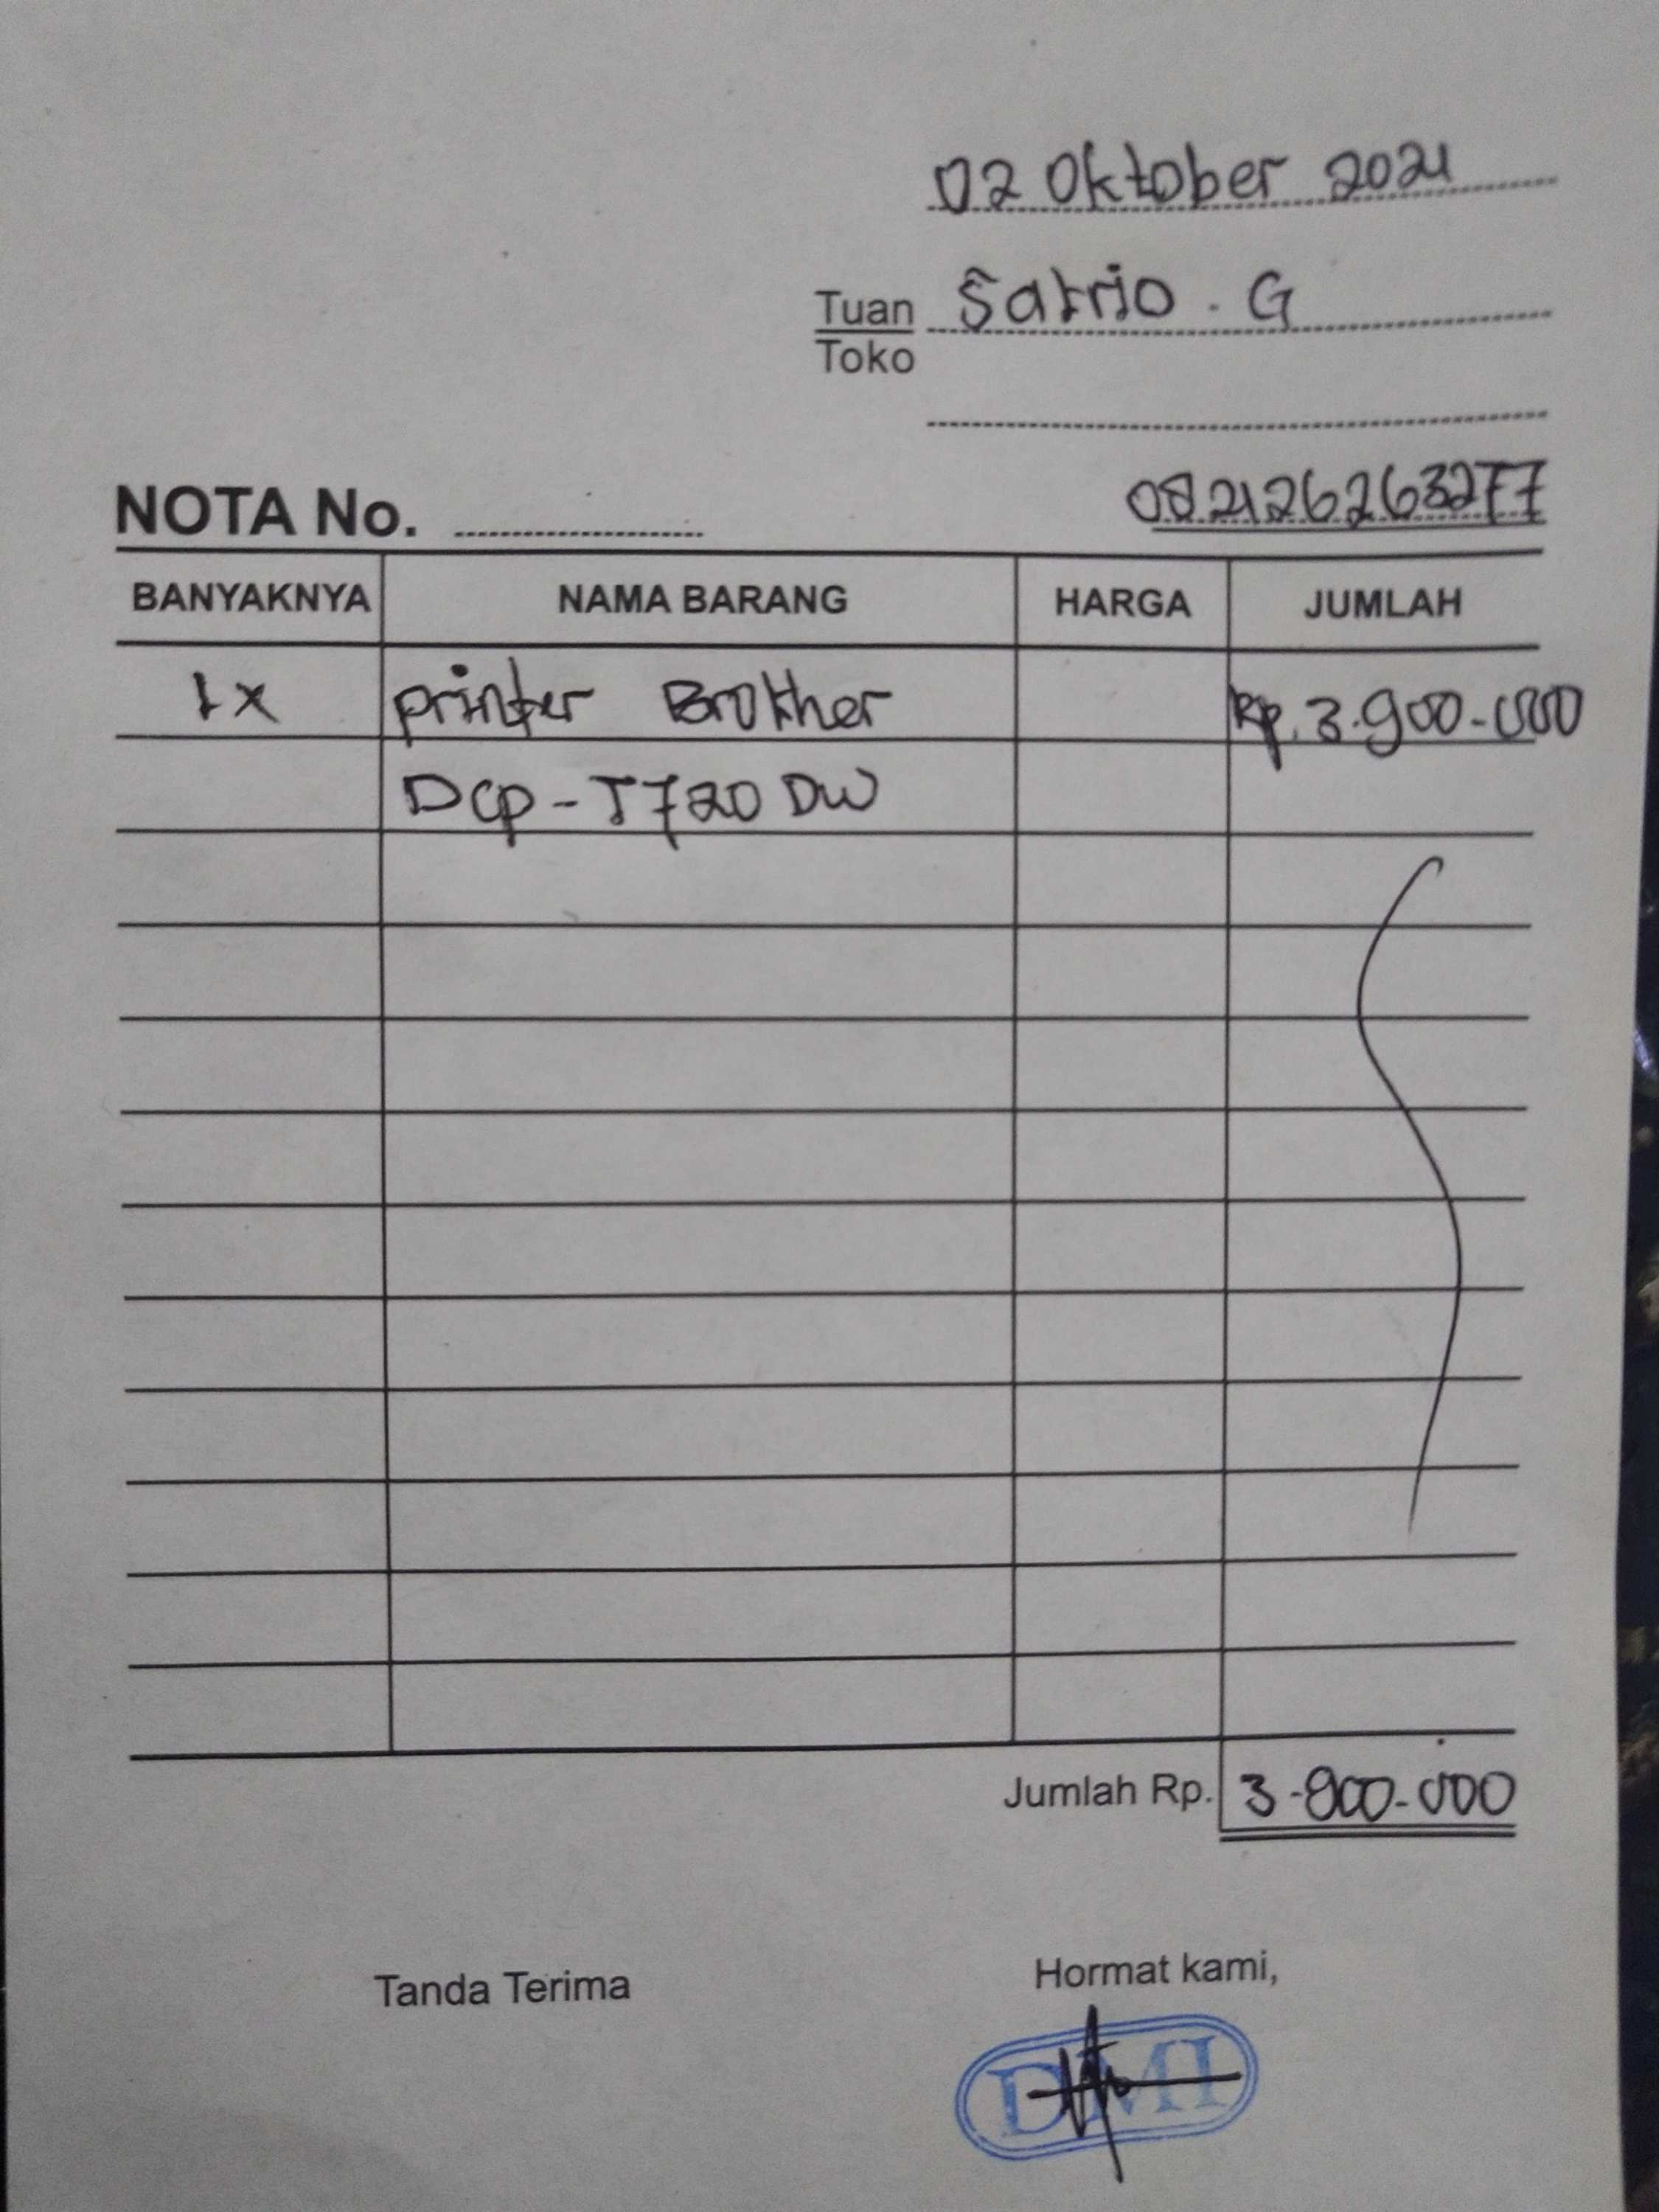 02 Oktober 2021
Tuan Satrio . G
Toko
NOTA No. 082126263277
BANYAKNYA NAMA BARANG HARGA JUMLAH
1x printer Brother Rp. 3.900.000
DCP-T720 DW
Jumlah Rp. 3.900.000
Tanda Terima Hormat kami,
DMI